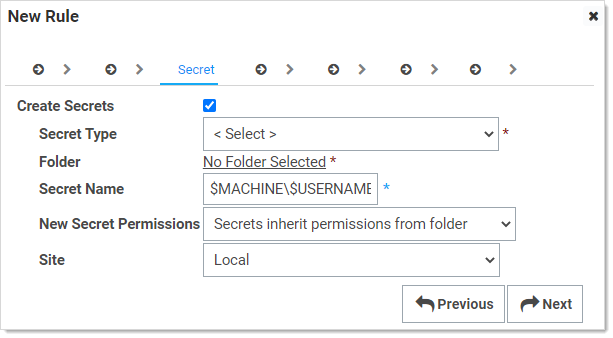 New Rule
Secret
Create Secrets
Secret Type < Select > *
Folder No Folder Selected *
Secret Name $MACHINE\$USERNAME *
New Secret Permissions Secrets inherit permissions from folder
Site Local
Previous Next